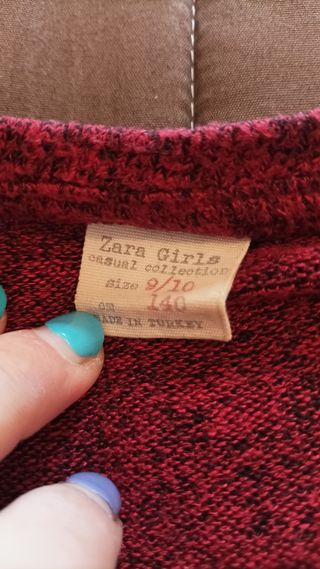 Zara Girls
casual collection
size 9/10
cm 140
MADE IN TURKEY